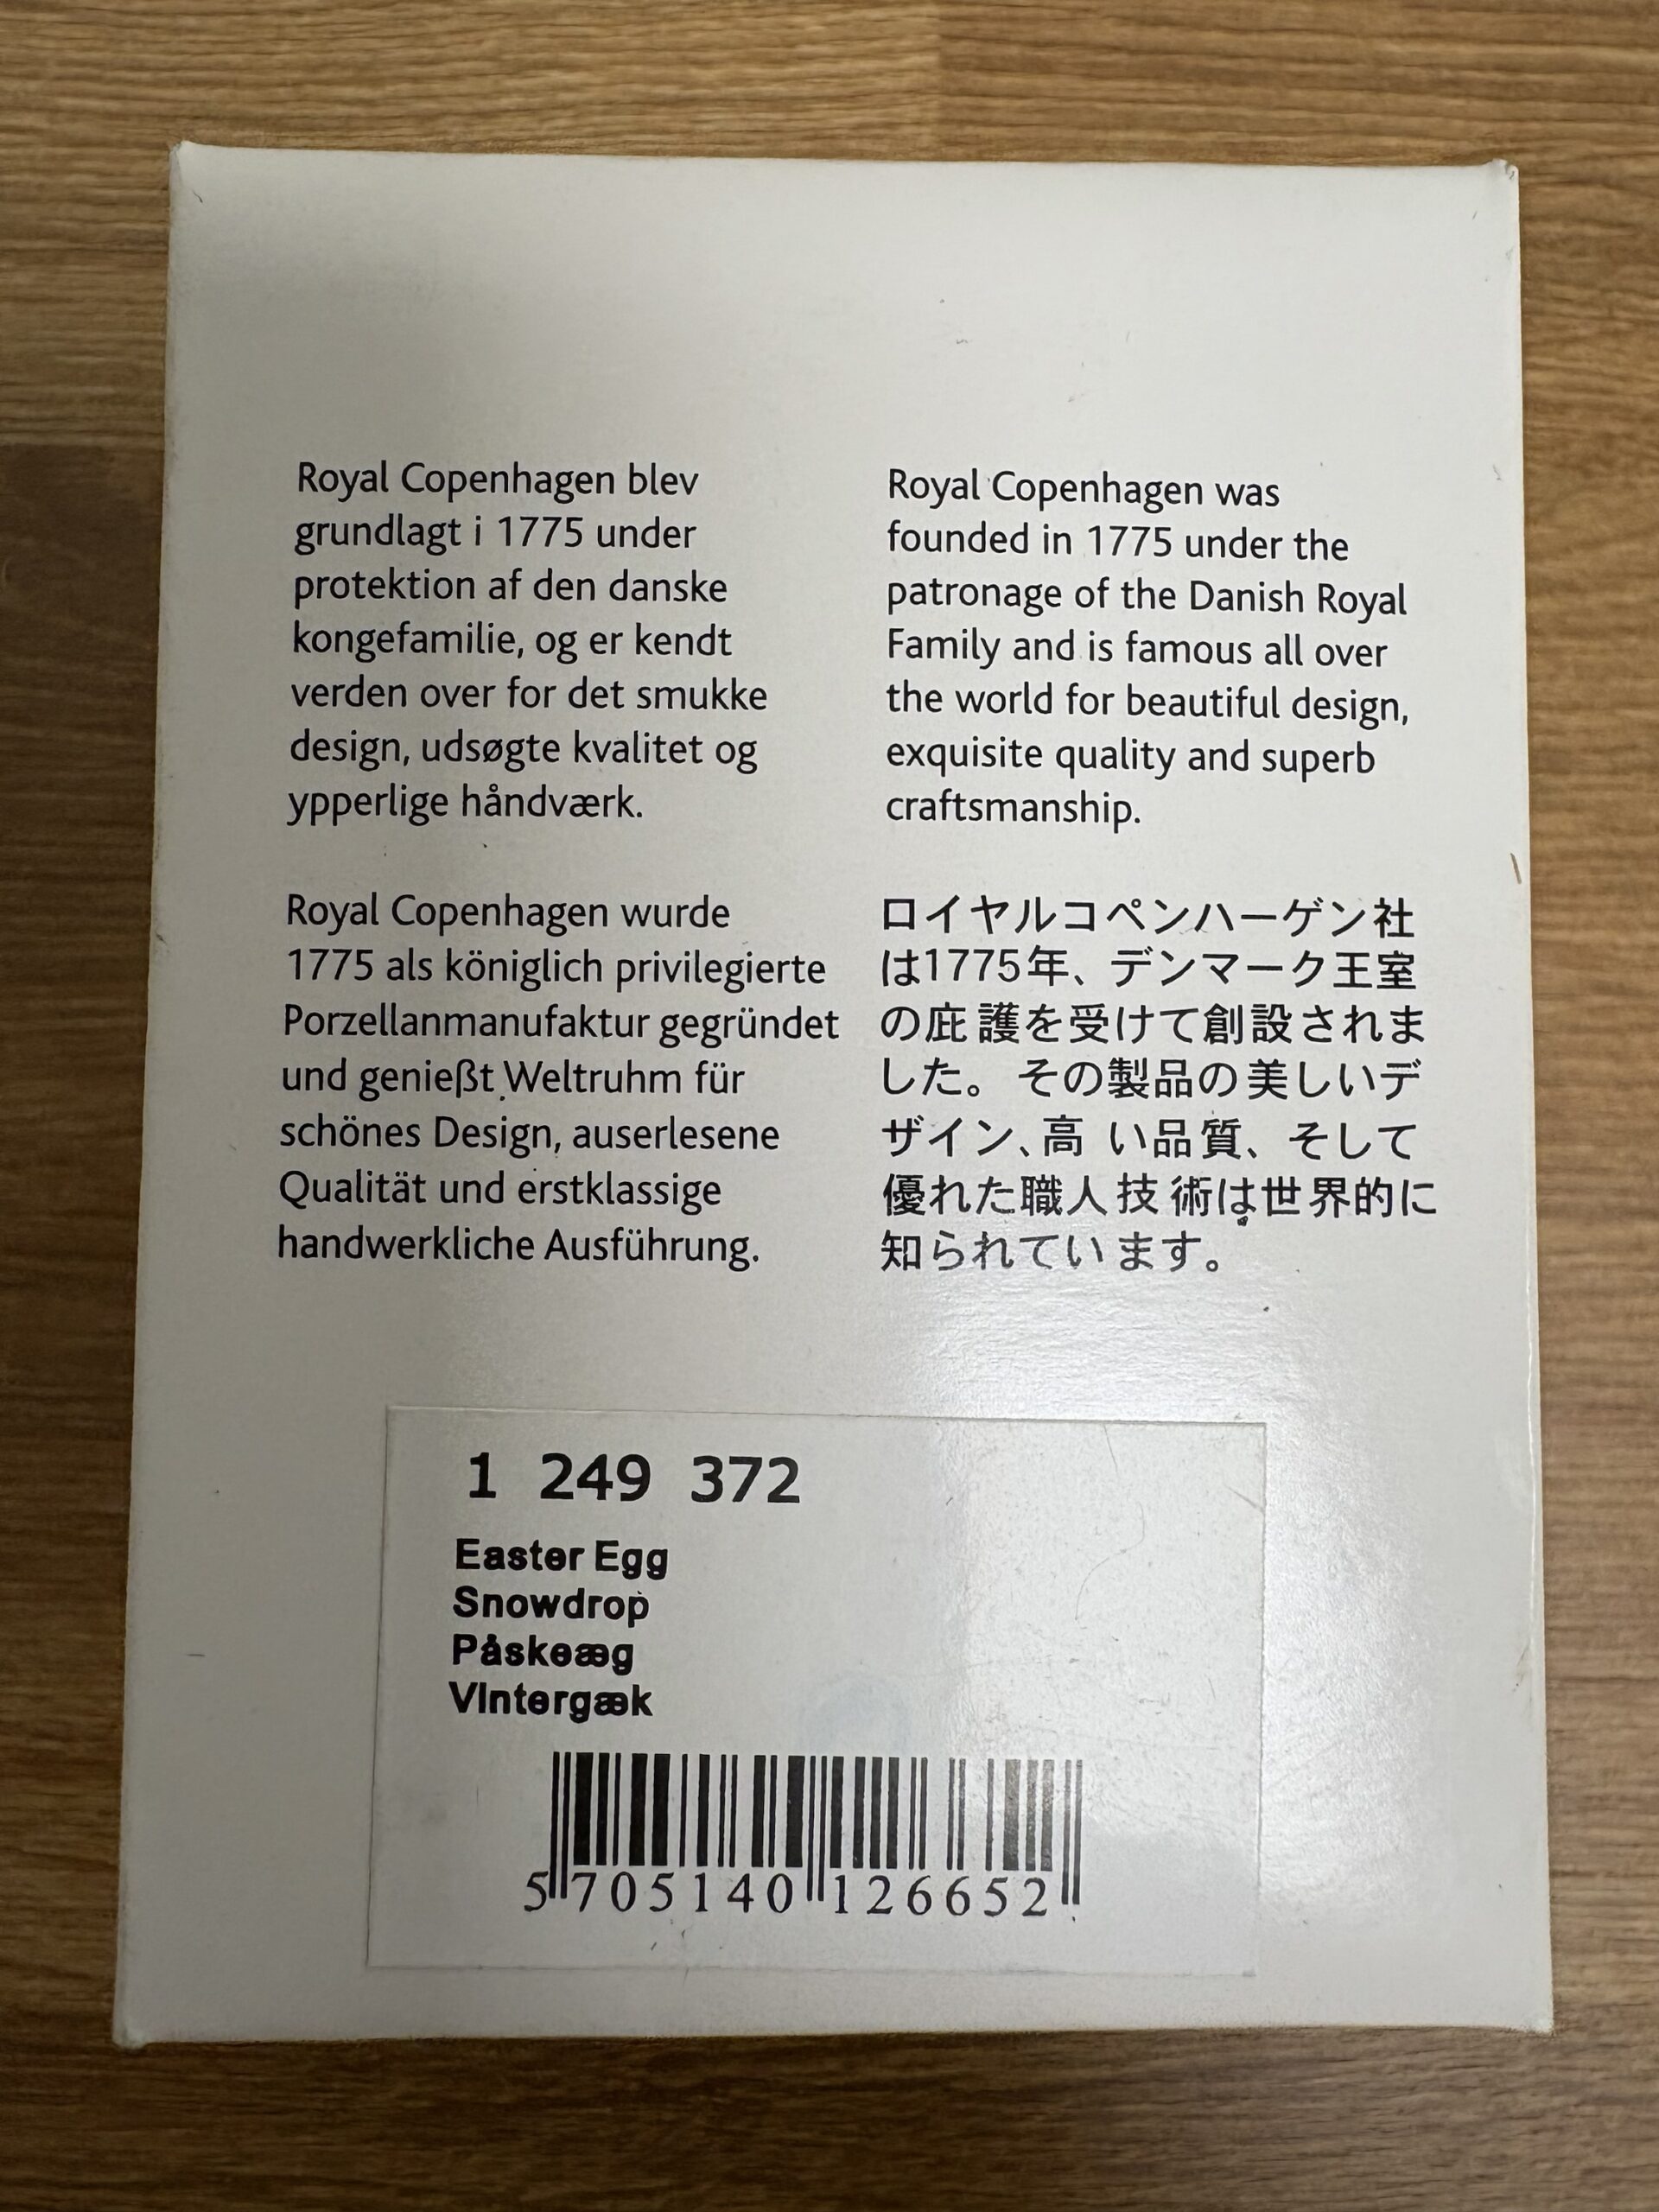 Royal Copenhagen blev
grundlagt i 1775 under
protektion af den danske
kongefamilie, og er kendt
verden over for det smukke
design, udsøgte kvalitet og
ypperlige håndværk.
Royal Copenhagen was
founded in 1775 under the
patronage of the Danish Royal
Family and is famous all over
the world for beautiful design,
exquisite quality and superb
craftsmanship.
Royal Copenhagen wurde
1775 als königlich privilegierte
Porzellanmanufaktur gegründet
und genießt Weltruhm für
schönes Design, auserlesene
Qualität und erstklassige
handwerkliche Ausführung.
ロイヤルコペンハーゲン社
は1775年、デンマーク王室
の庇護を受けて創設されま
した。その製品の美しいデ
ザイン、高い品質、そして
優れた職人技術は世界的に
知られています。
1 249 372
Easter Egg
Snowdrop
Påskeæg
Vintergæk
5 705140 126652